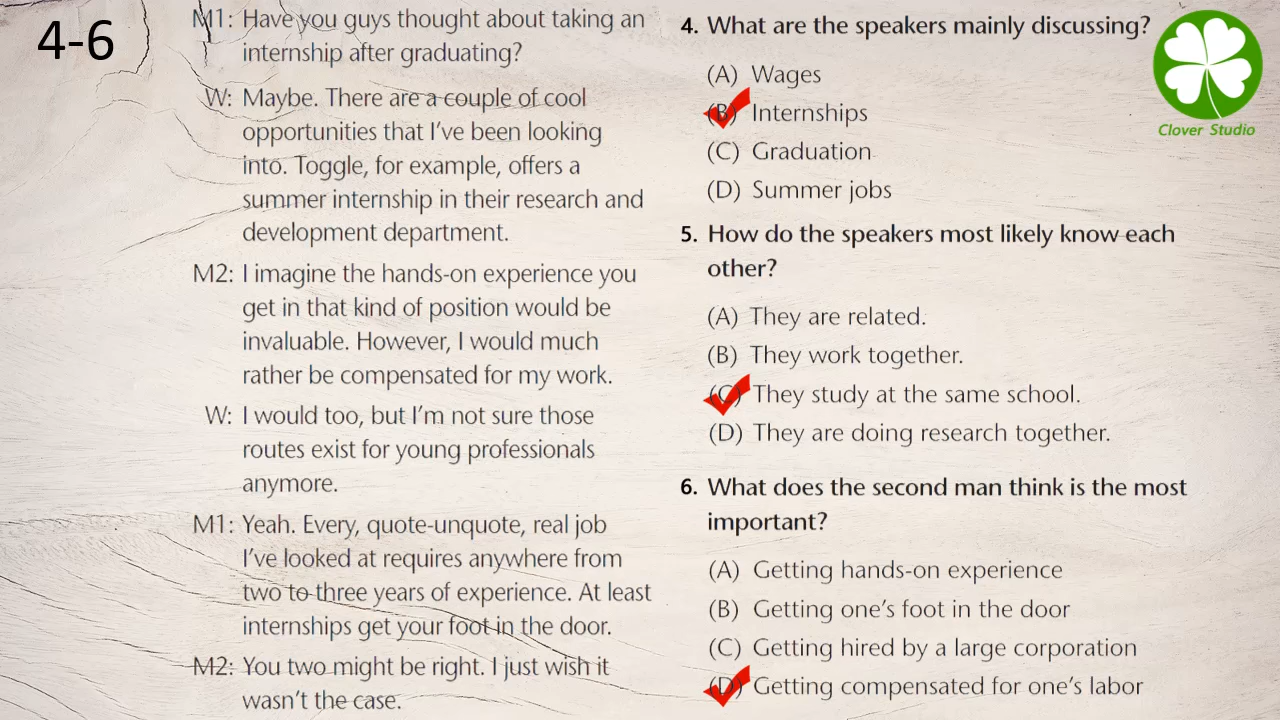 4-6
M1: Have you guys thought about taking an
internship after graduating?
W: Maybe. There are a couple of cool
opportunities that I've been looking
into. Toggle, for example, offers a
summer internship in their research and
development department.
M2: I imagine the hands-on experience you
get in that kind of position would be
invaluable. However, I would much
rather be compensated for my work.
W: I would too, but I'm not sure those
routes exist for young professionals
anymore.
M1: Yeah. Every, quote-unquote, real job
I've looked at requires anywhere from
two to three years of experience. At least
internships get your foot in the door.
M2: You two might be right. I just wish it
wasn't the case.
4. What are the speakers mainly discussing?
(A) Wages
(B) Internships
(C) Graduation
(D) Summer jobs
5. How do the speakers most likely know each
other?
(A) They are related.
(B) They work together.
(C) They study at the same school.
(D) They are doing research together.
6. What does the second man think is the most
important?
(A) Getting hands-on experience
(B) Getting one's foot in the door
(C) Getting hired by a large corporation
(D) Getting compensated for one's labor
Clover Studio